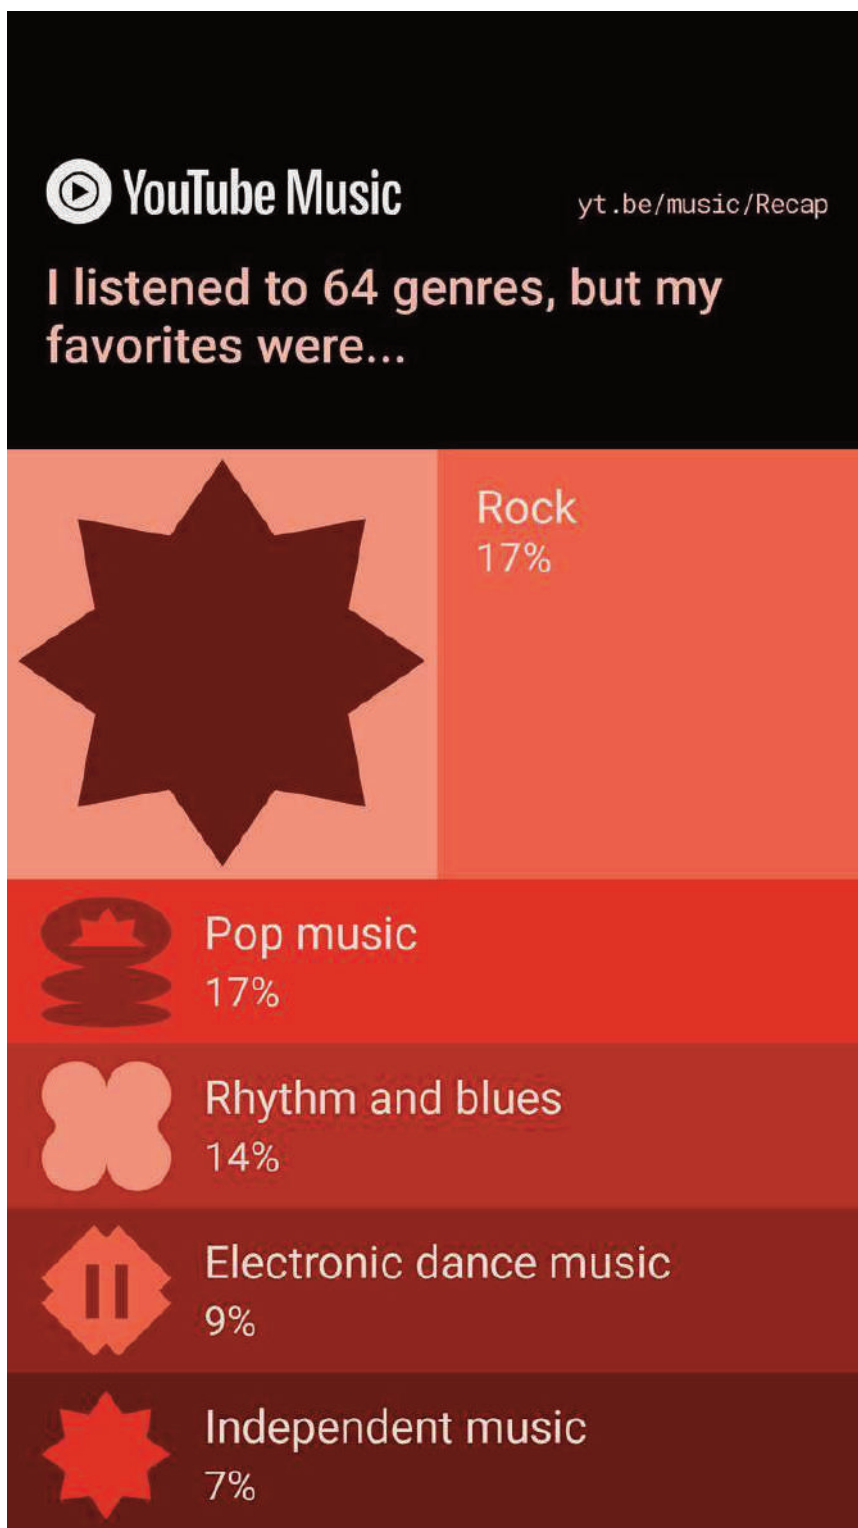 YouTube Music
yt.be/music/Recap
I listened to 64 genres, but my
favorites were...
Rock
17%
Pop music
17%
Rhythm and blues
14%
Electronic dance music
9%
Independent music
7%